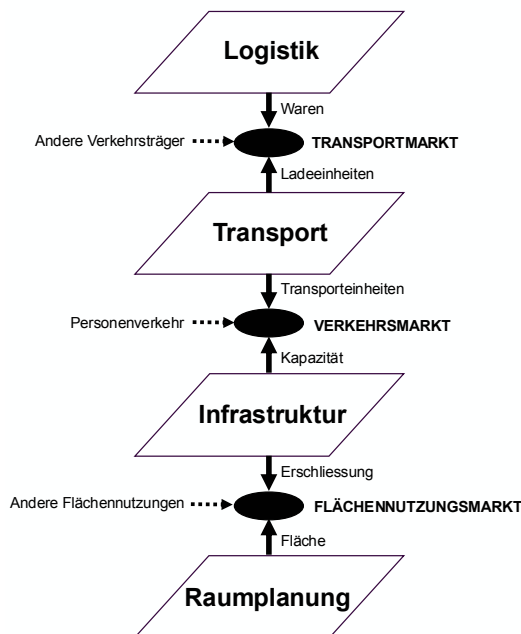 Logistik
Waren
Andere Verkehrsträger
TRANSPORTMARKT
Ladeeinheiten
Transport
Transporteinheiten
Personenverkehr
VERKEHRSMARKT
Kapazität
Infrastruktur
Erschliessung
Andere Flächennutzungen
FLÄCHENNUTZUNGSMARKT
Fläche
Raumplanung